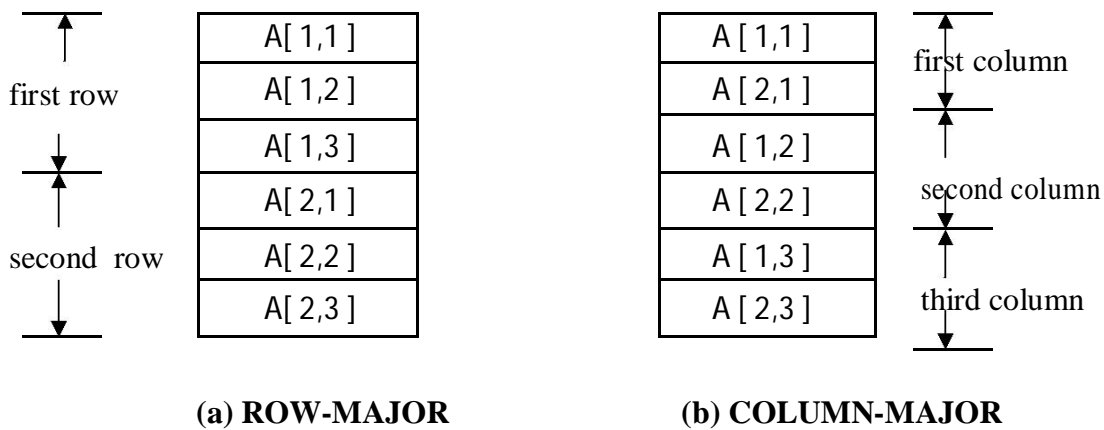 first row
second row
A[ 1,1 ]
A[ 1,2 ]
A[ 1,3 ]
A[ 2,1 ]
A[ 2,2 ]
A[ 2,3 ]
(a) ROW-MAJOR
A [ 1,1 ]
A [ 2,1 ]
A [ 1,2 ]
A [ 2,2 ]
A [ 1,3 ]
A [ 2,3 ]
first column
second column
third column
(b) COLUMN-MAJOR